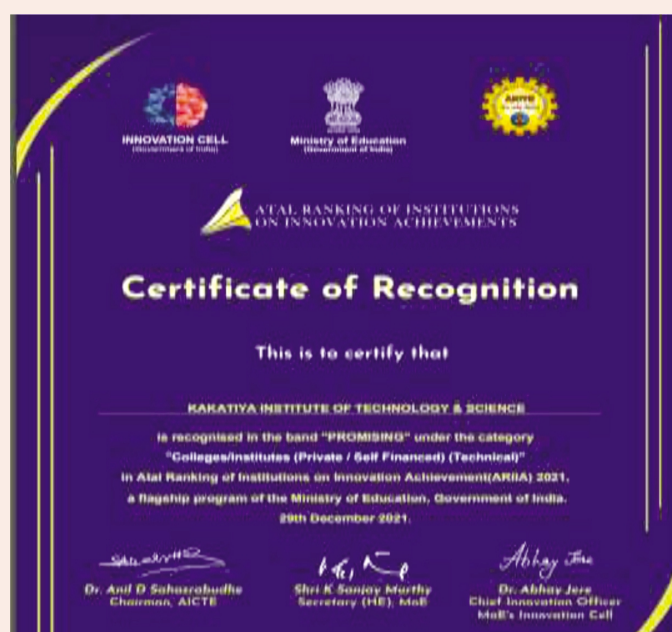 INNOVATION CELL
(Government of India)
Ministry of Education
(Government of India)
AICTE
ATAL RANKING OF INSTITUTIONS
ON INNOVATION ACHIEVEMENTS
Certificate of Recognition
This is to certify that
KAKATIYA INSTITUTE OF TECHNOLOGY & SCIENCE
is recognised in the band "PROMISING" under the category
"Colleges/Institutes (Private / Self Financed) (Technical)"
in Atal Ranking of Institutions on Innovation Achievement(ARIIA) 2021,
a flagship program of the Ministry of Education, Government of India.
29th December 2021.
Abhay Jere
Dr. Anil D Sahasrabudhe
Chairman, AICTE
Shri K Sanjay Murthy
Secretary (HE), MoE
Dr. Abhay Jere
Chief Innovation Officer
MoE's Innovation Cell